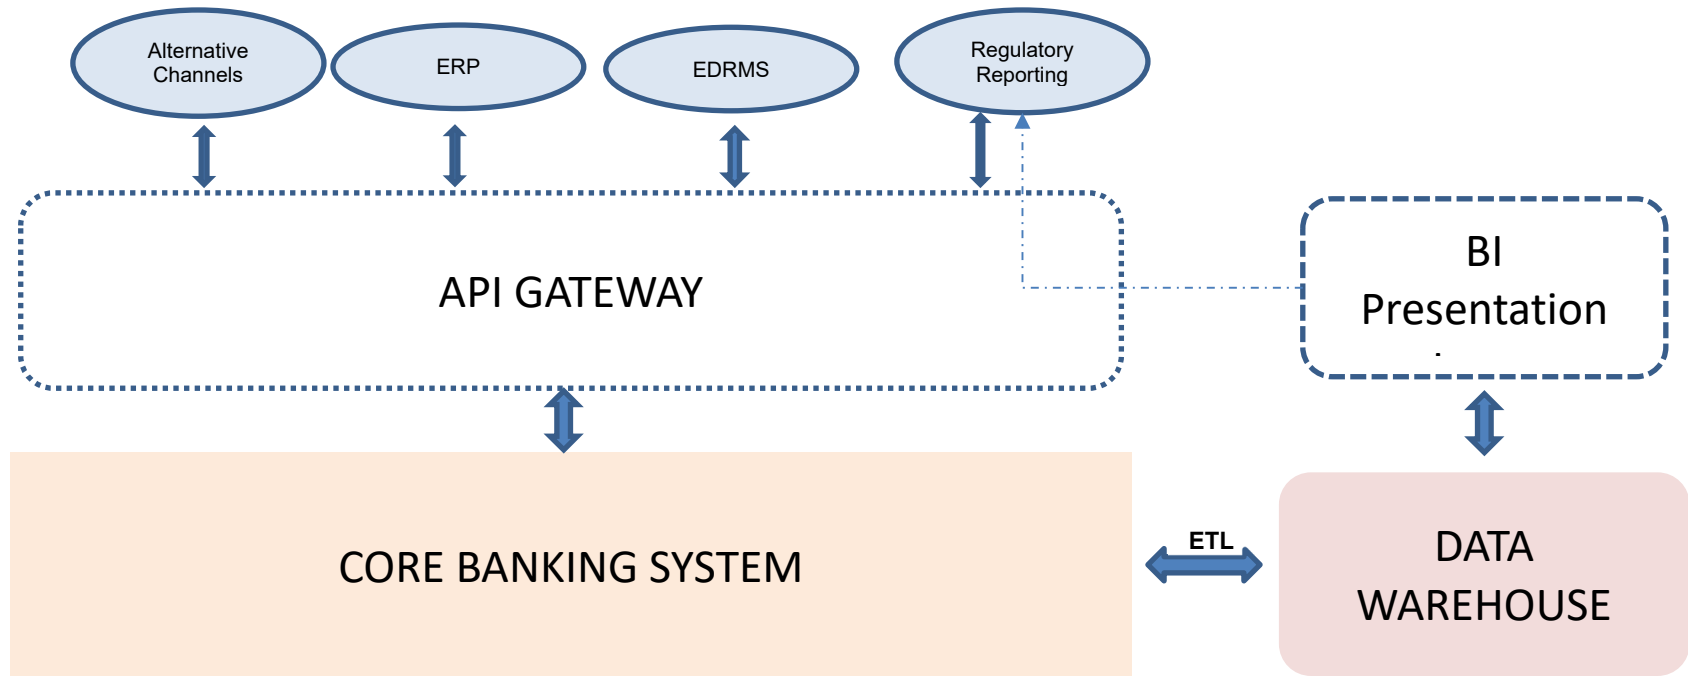 Alternative
Channels
ERP
EDRMS
Regulatory
Reporting
API GATEWAY
BI
Presentation
CORE BANKING SYSTEM
ETL
DATA
WAREHOUSE